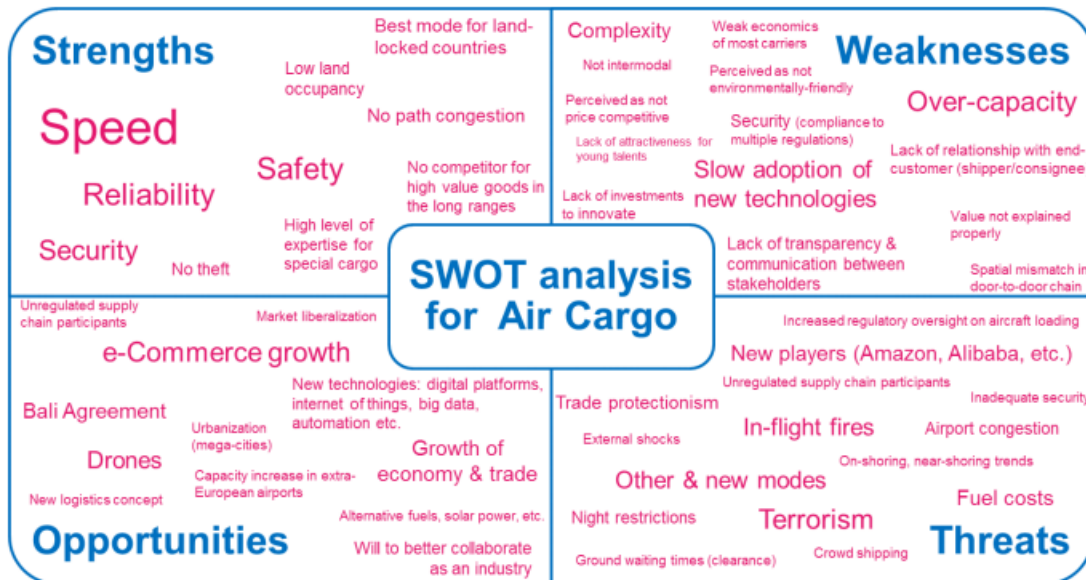 Strengths
Best mode for land-
locked countries
Low land
occupancy
Speed
No path congestion
Safety
Reliability
No competitor for
high value goods in
the long ranges
Security
High level of
expertise for
special cargo
No theft
Complexity
Weak economics
of most carriers
Weaknesses
Not intermodal
Perceived as not
environmentally-friendly
Over-capacity
Perceived as not
price competitive
Security (compliance to
multiple regulations)
Lack of attractiveness for
young talents
Lack of relationship with end-
customer (shipper/consignee
Slow adoption of
new technologies
Lack of investments
to innovate
Value not explained
properly
Lack of transparency &
communication between
stakeholders
Spatial mismatch in
door-to-door chain
SWOT analysis
for Air Cargo
Unregulated supply
chain participants
Market liberalization
e-Commerce growth
New technologies: digital platforms,
internet of things, big data,
automation etc.
Bali Agreement
Urbanization
(mega-cities)
Drones
Growth of
economy & trade
Capacity increase in extra-
European airports
New logistics concept
Alternative fuels, solar power, etc.
Opportunities
Will to better collaborate
as an industry
Increased regulatory oversight on aircraft loading
New players (Amazon, Alibaba, etc.)
Unregulated supply chain participants
Inadequate security
Trade protectionism
In-flight fires
Airport congestion
External shocks
On-shoring, near-shoring trends
Other & new modes
Fuel costs
Night restrictions
Terrorism
Threats
Ground waiting times (clearance)
Crowd shipping